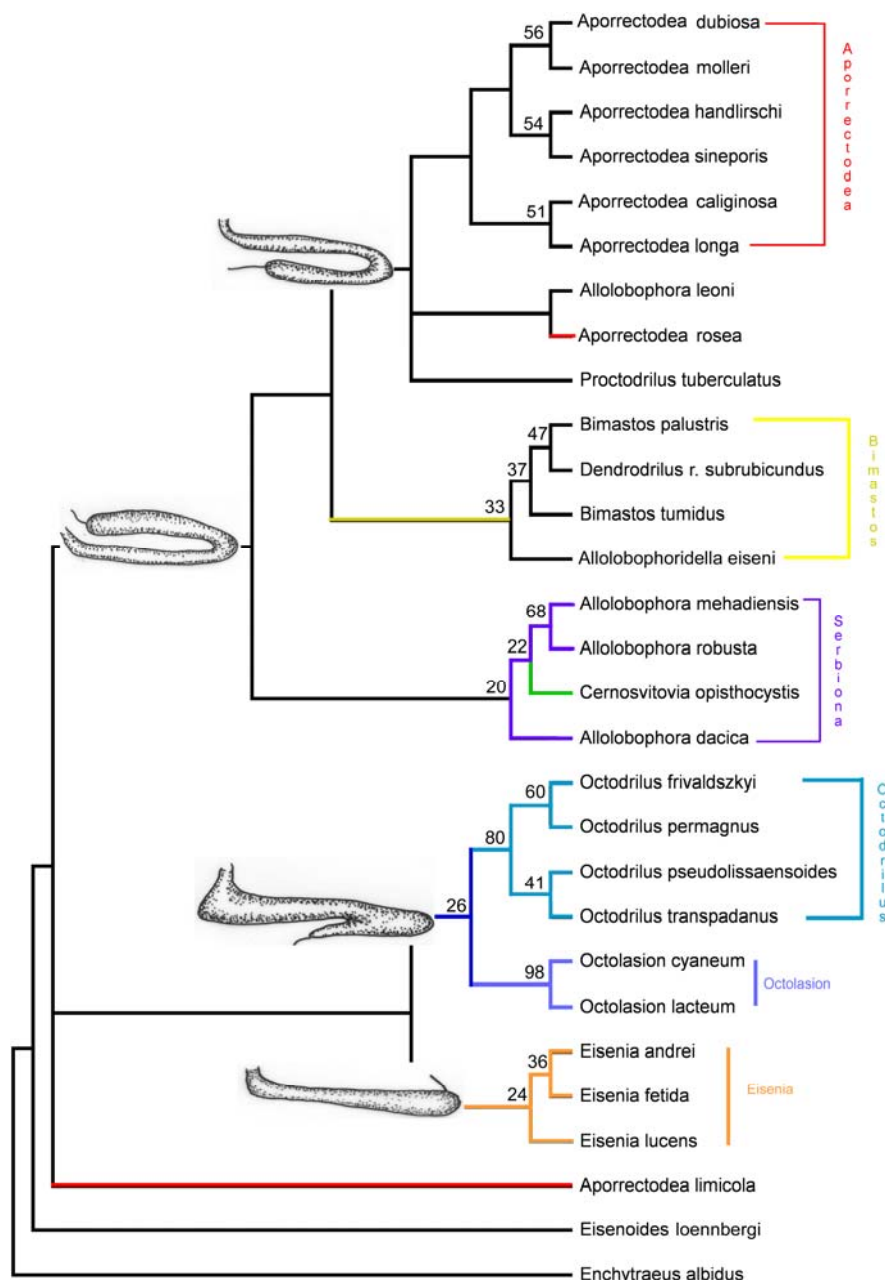 56
Aporrectodea dubiosa
Aporrectodea molleri
54
Aporrectodea handlirschi
Aporrectodea sineporis
51
Aporrectodea caliginosa
Aporrectodea longa
Aporrectodea
Allolobophora leoni
Aporrectodea rosea
Proctodrilus tuberculatus
47
37
33
Bimastos palustris
Dendrodrilus r. subrubicundus
Bimastos tumidus
Allolobophoridella eiseni
Bimastos
68
22
20
Allolobophora mehadiensis
Allolobophora robusta
Cernosvitovia opisthocystis
Allolobophora dacica
Serbiona
60
80
41
26
Octodrilus frivaldszkyi
Octodrilus permagnus
Octodrilus pseudolissaensoides
Octodrilus transpadanus
Octodrilus
98
Octolasion cyaneum
Octolasion lacteum
Octolasion
36
24
Eisenia andrei
Eisenia fetida
Eisenia lucens
Eisenia
Aporrectodea limicola
Eisenoides loennbergi
Enchytraeus albidus